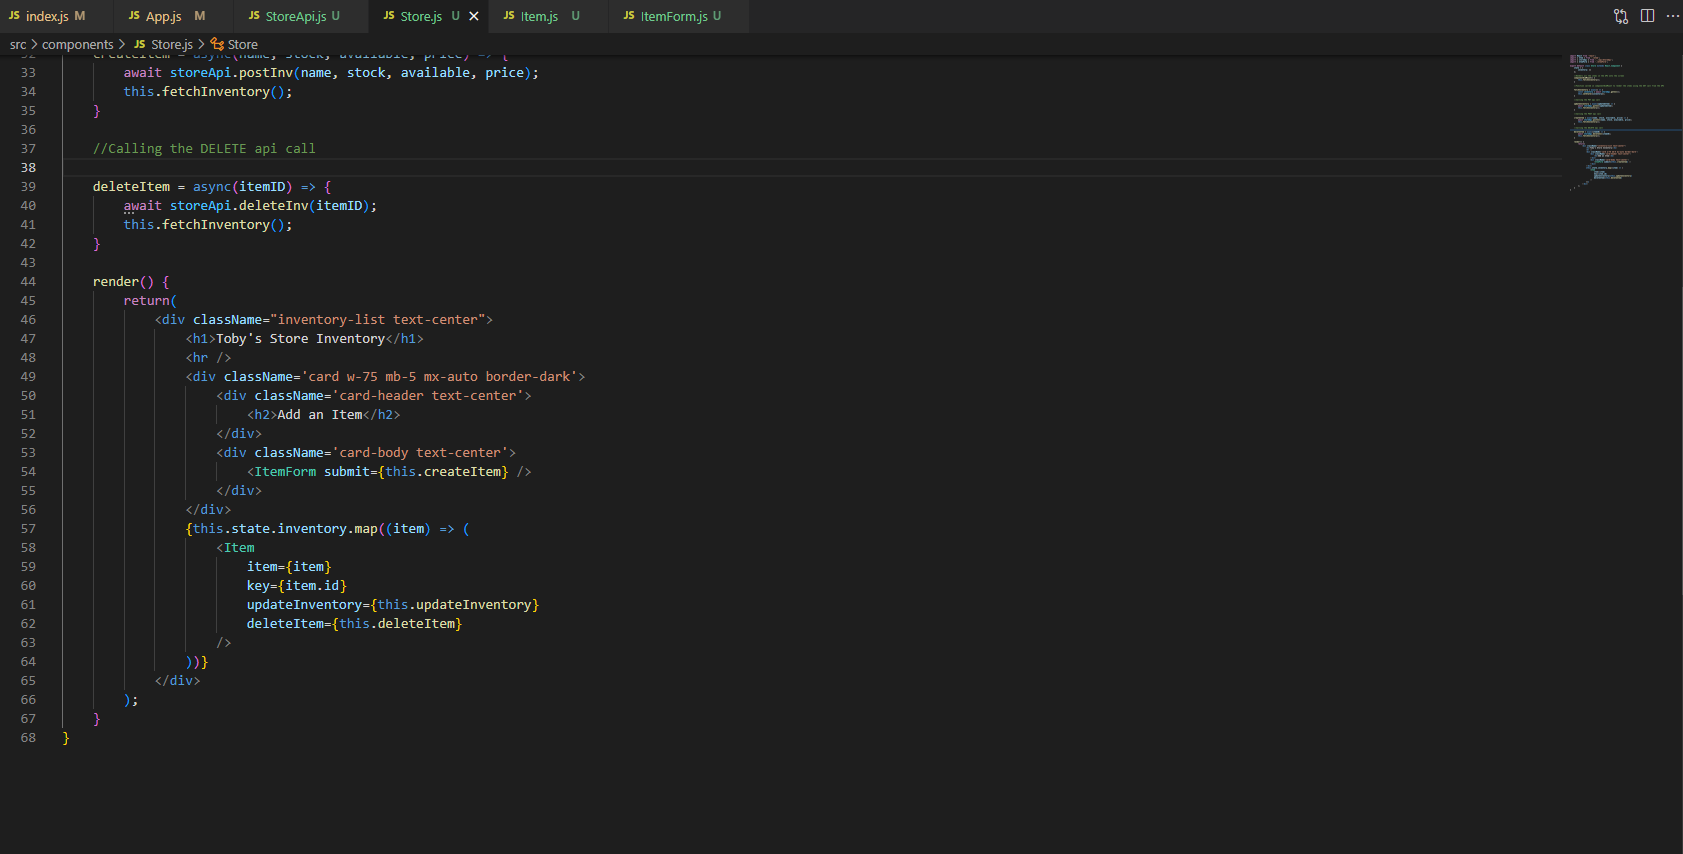 JS index.js M JS App.js M JS StoreApi.js U JS Store.js U JS Item.js U JS ItemForm.js U
src > components > JS Store.js > Store
32 createItem = async(name, stock, available, price) => {
33 await storeApi.postInv(name, stock, available, price);
34 this.fetchInventory();
35 }
36
37 //Calling the DELETE api call
38
39 deleteItem = async(itemID) => {
40 await storeApi.deleteInv(itemID);
41 this.fetchInventory();
42 }
43
44 render() {
45 return(
46 <div className="inventory-list text-center">
47 <h1>Toby's Store Inventory</h1>
48 <hr />
49 <div className='card w-75 mb-5 mx-auto border-dark'>
50 <div className='card-header text-center'>
51 <h2>Add an Item</h2>
52 </div>
53 <div className='card-body text-center'>
54 <ItemForm submit={this.createItem} />
55 </div>
56 </div>
57 {this.state.inventory.map((item) => (
58 <Item
59 item={item}
60 key={item.id}
61 updateInventory={this.updateInventory}
62 deleteItem={this.deleteItem}
63 />
64 ))}
65 </div>
66 );
67 }
68 }